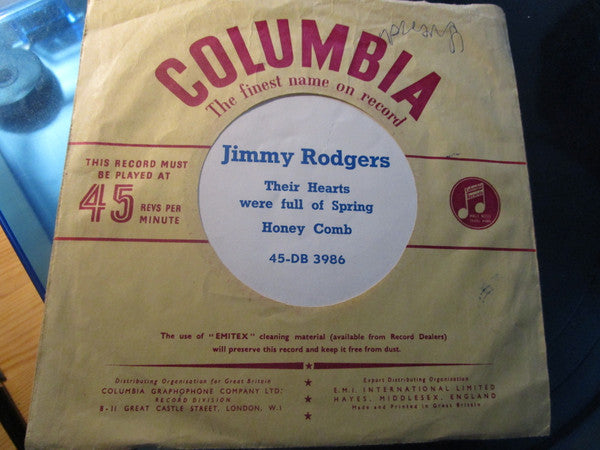 COLUMBIA
The finest name on record
Jimmy Rodgers
Their Hearts
were full of Spring
Honey Comb
45-DB 3986
THIS RECORD MUST
BE PLAYED AT
45 REVS PER
MINUTE
The use of "EMITEX" cleaning material (available from Record Dealers)
will preserve this record and keep it free from dust.
Distributing Organisation for Great Britain
COLUMBIA GRAPHOPHONE COMPANY LTD.
RECORD DIVISION
8-11 GREAT CASTLE STREET, LONDON, W.1
Export Distributing Organisation
E.M.I. INTERNATIONAL LIMITED
HAYES, MIDDLESEX, ENGLAND
Made and Printed in Great Britain